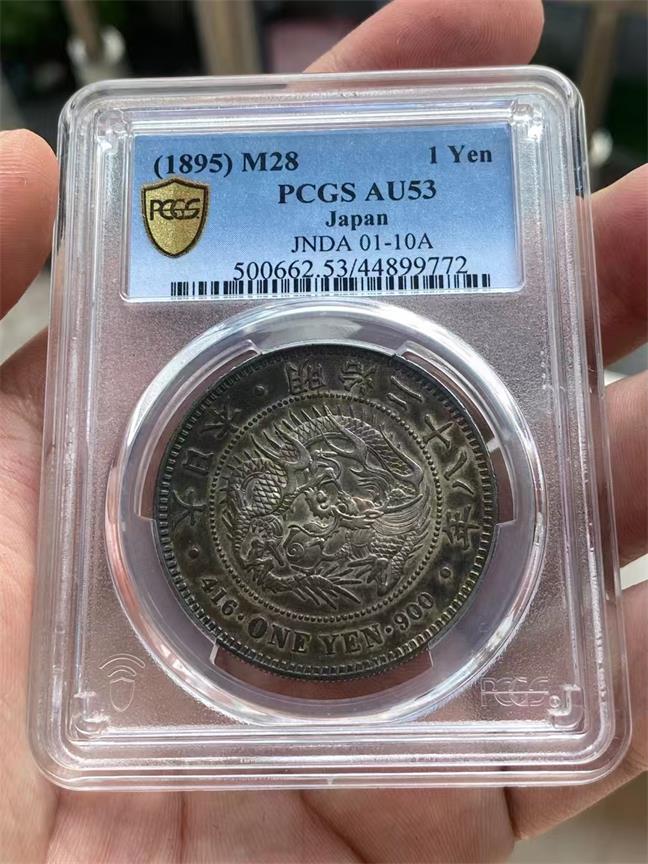 (1895) M28 1 Yen
PCGS AU53
Japan
JNDA 01-10A
500662.53/44899772
PCGS
大日本・明治二十八年・
416・ONE YEN・900
PCGS